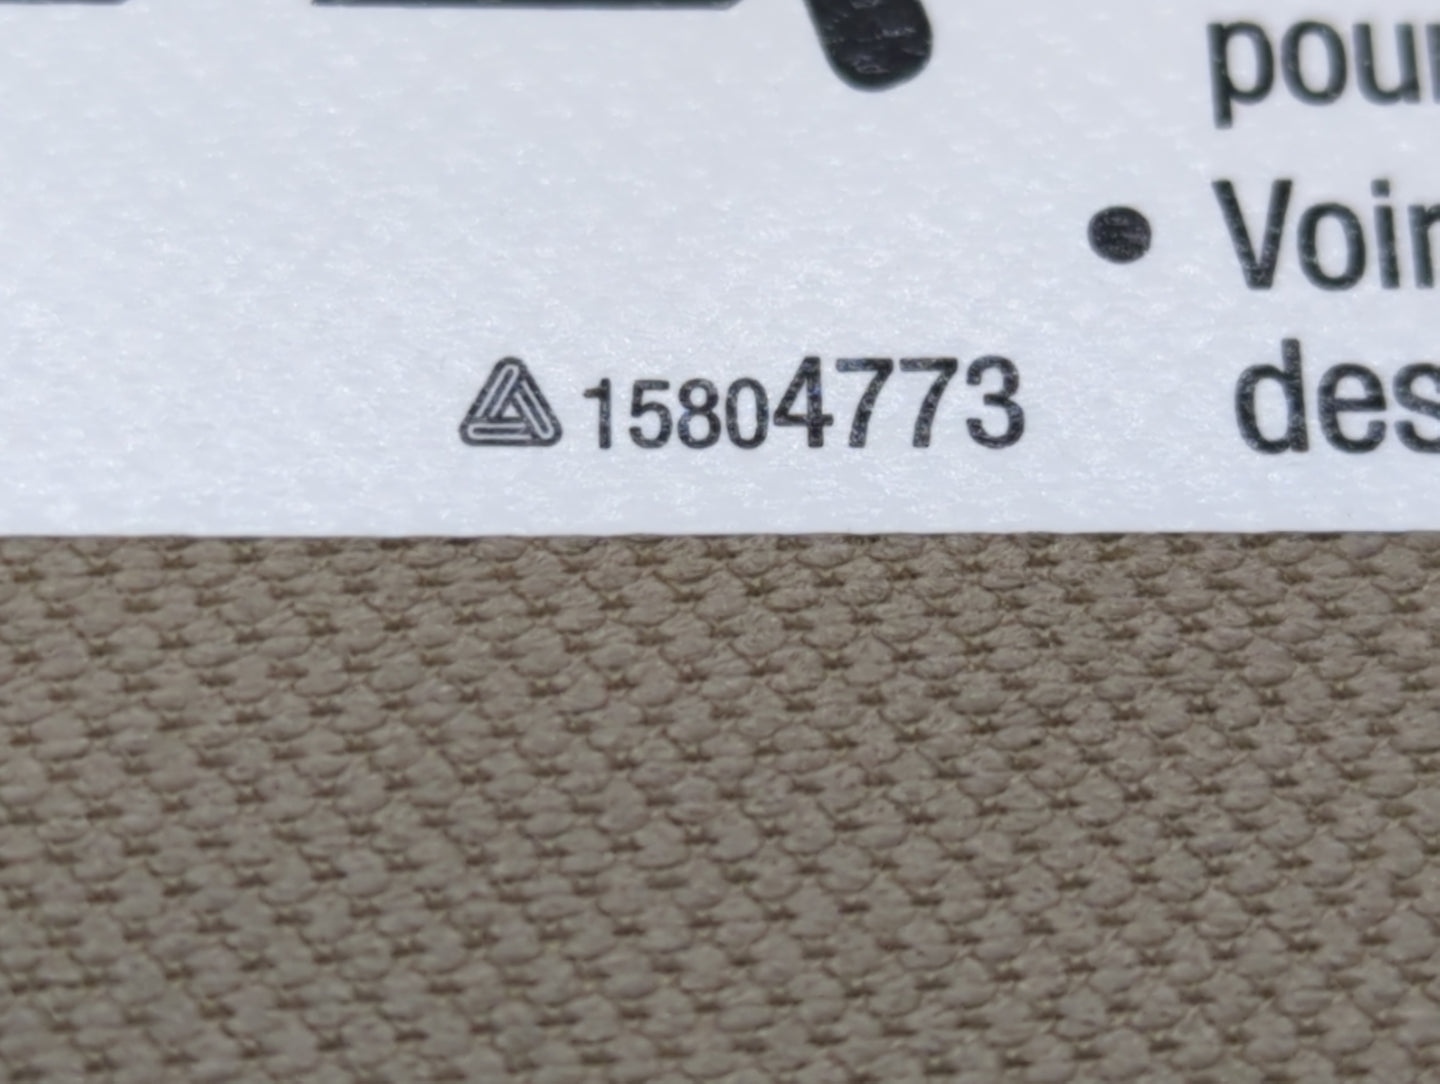 pour
• Voir
15804773
des